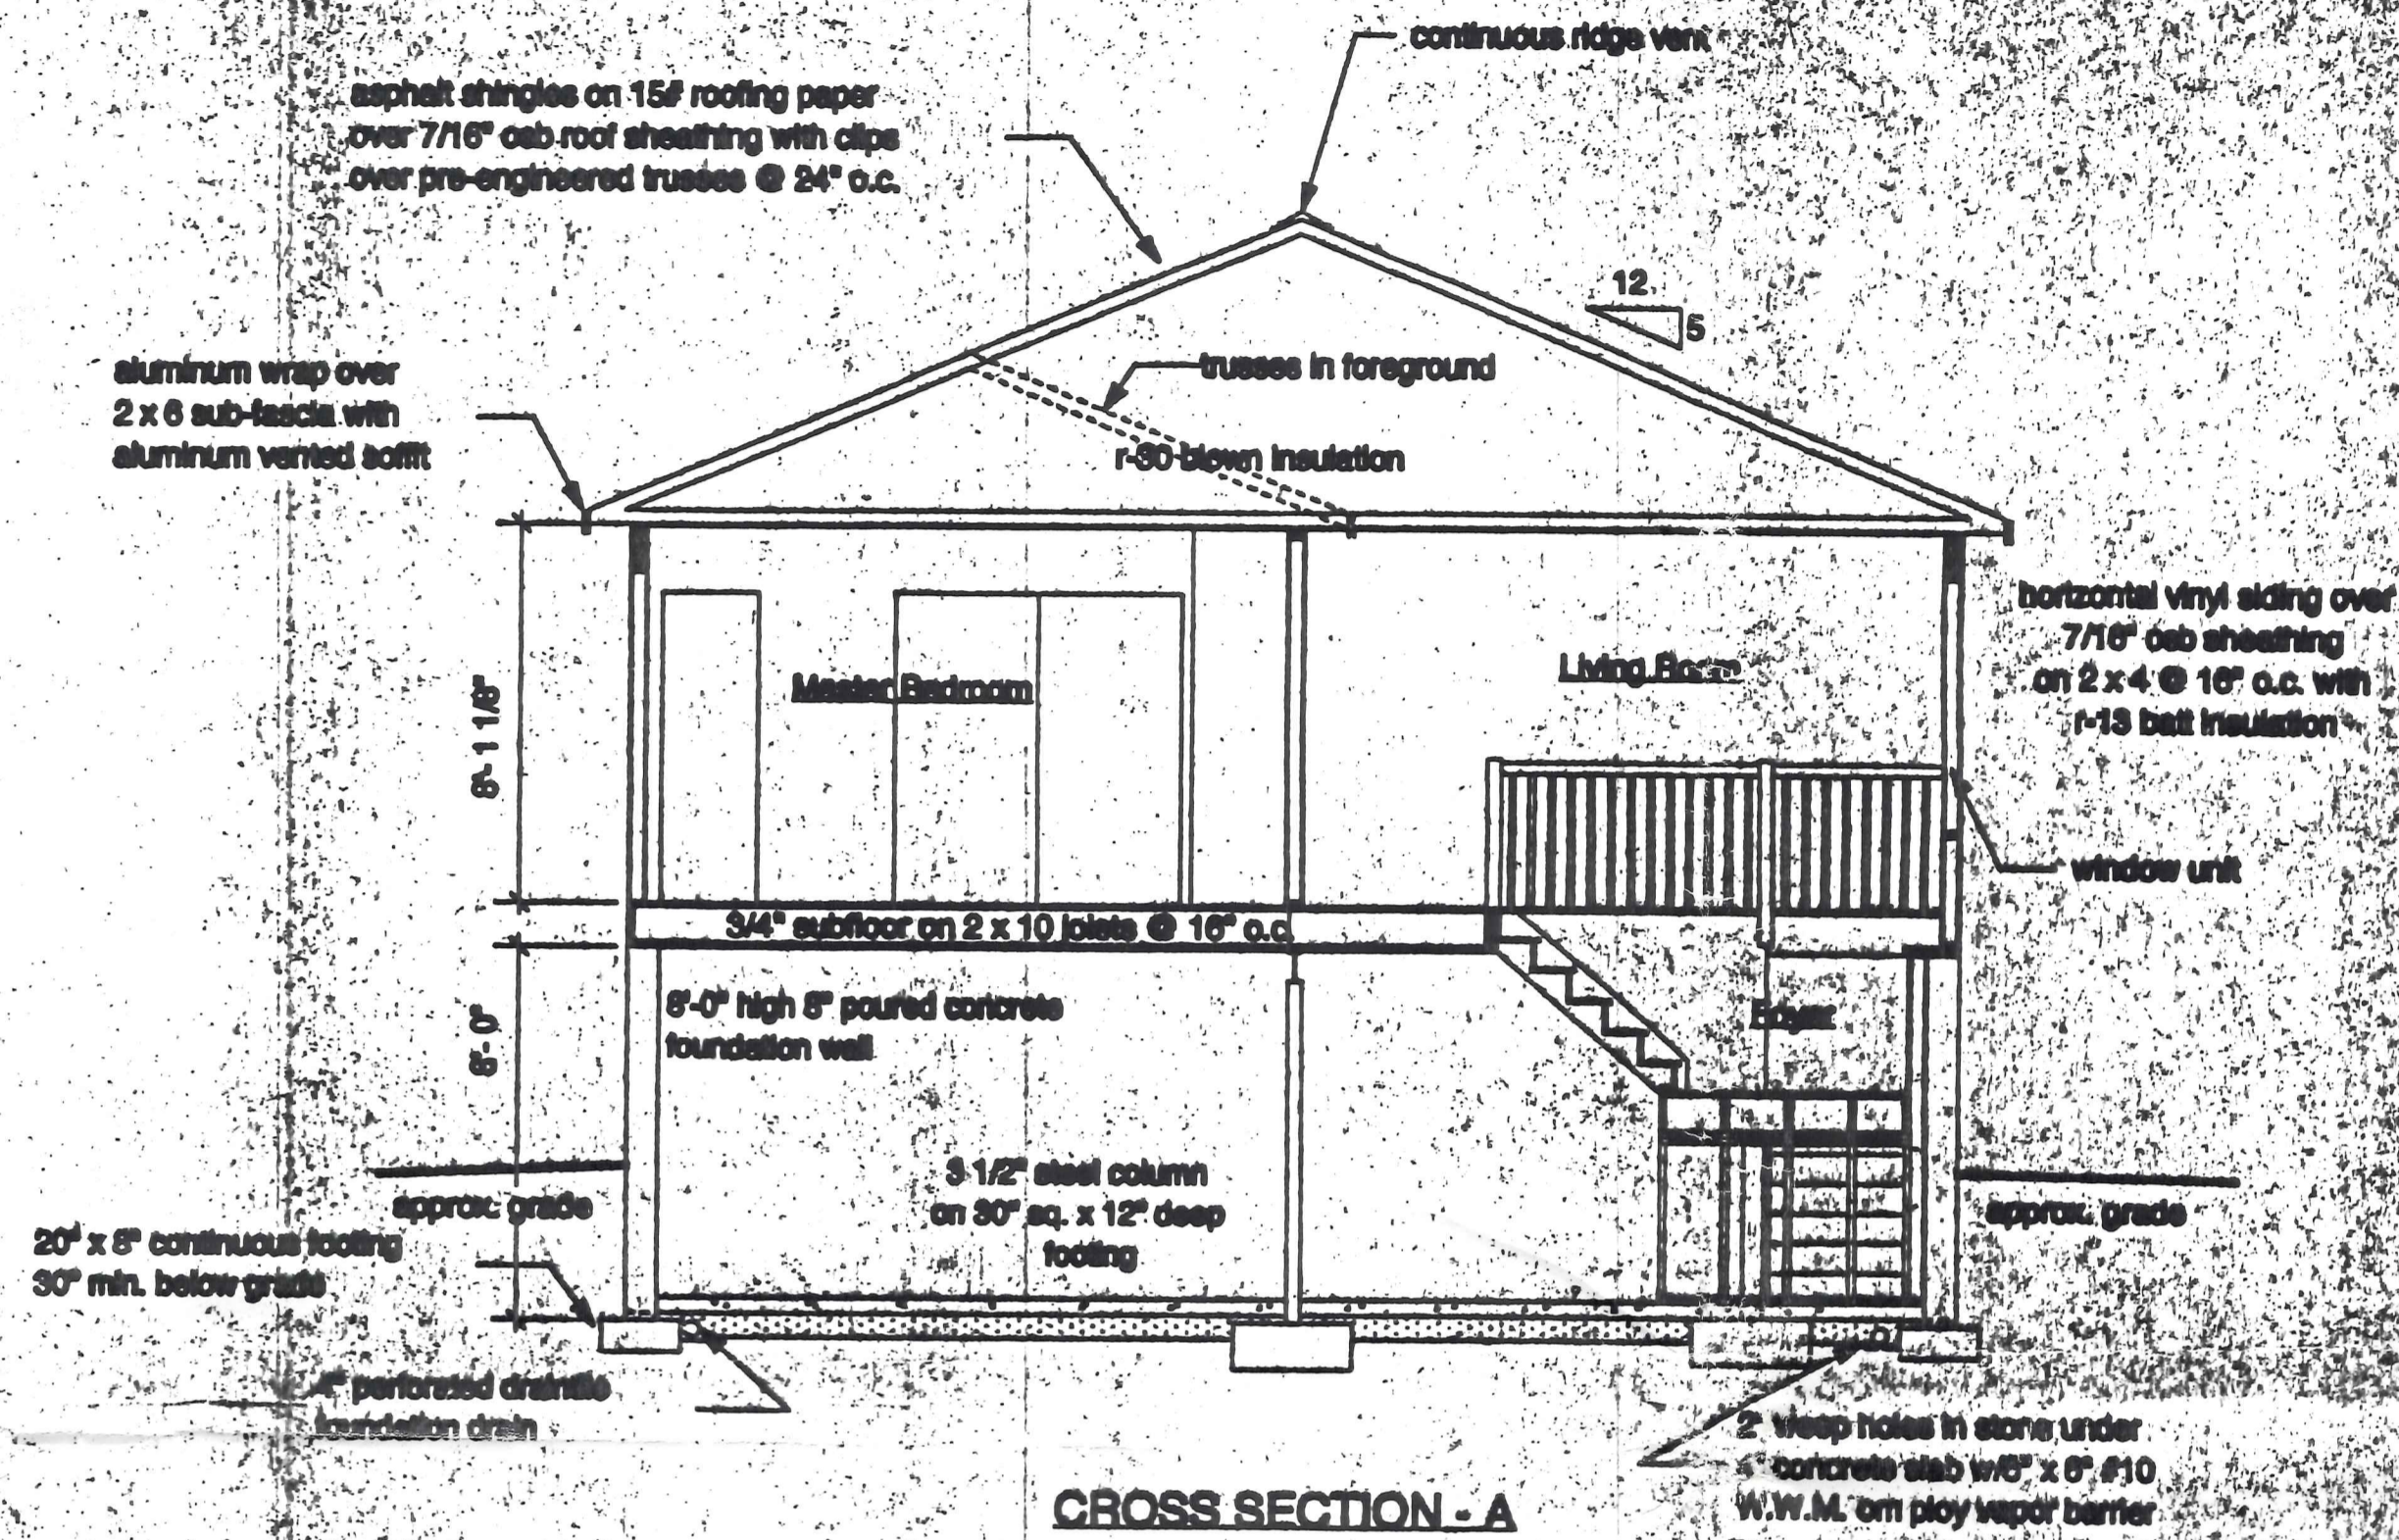 continuous ridge vent
asphalt shingles on 15# roofing paper
over 7/16" osb roof sheathing with clips
over pre-engineered trusses @ 24" o.c.
12
5
trusses in foreground
aluminum wrap over
2 x 6 sub-fascia with
aluminum vented soffit
r-30 blown insulation
horizontal vinyl siding over
7/16" osb sheathing
on 2 x 4 @ 16" o.c. with
r-13 batt insulation
Master Bedroom
Living Room
8'- 1 1/8"
window unit
3/4" subfloor on 2 x 10 joists @ 16" o.c.
8'-0" high 8" poured concrete
foundation wall
Foyer
8'- 0"
3 1/2" steel column
on 30" sq. x 12" deep
footing
approx. grade
approx. grade
20" x 8" continuous footing
30" min. below grade
4" perforated draintile
foundation drain
2" weep holes in stone under
4" concrete slab w/6" x 6" #10
W.W.M. om ploy vapor barrier
CROSS SECTION - A